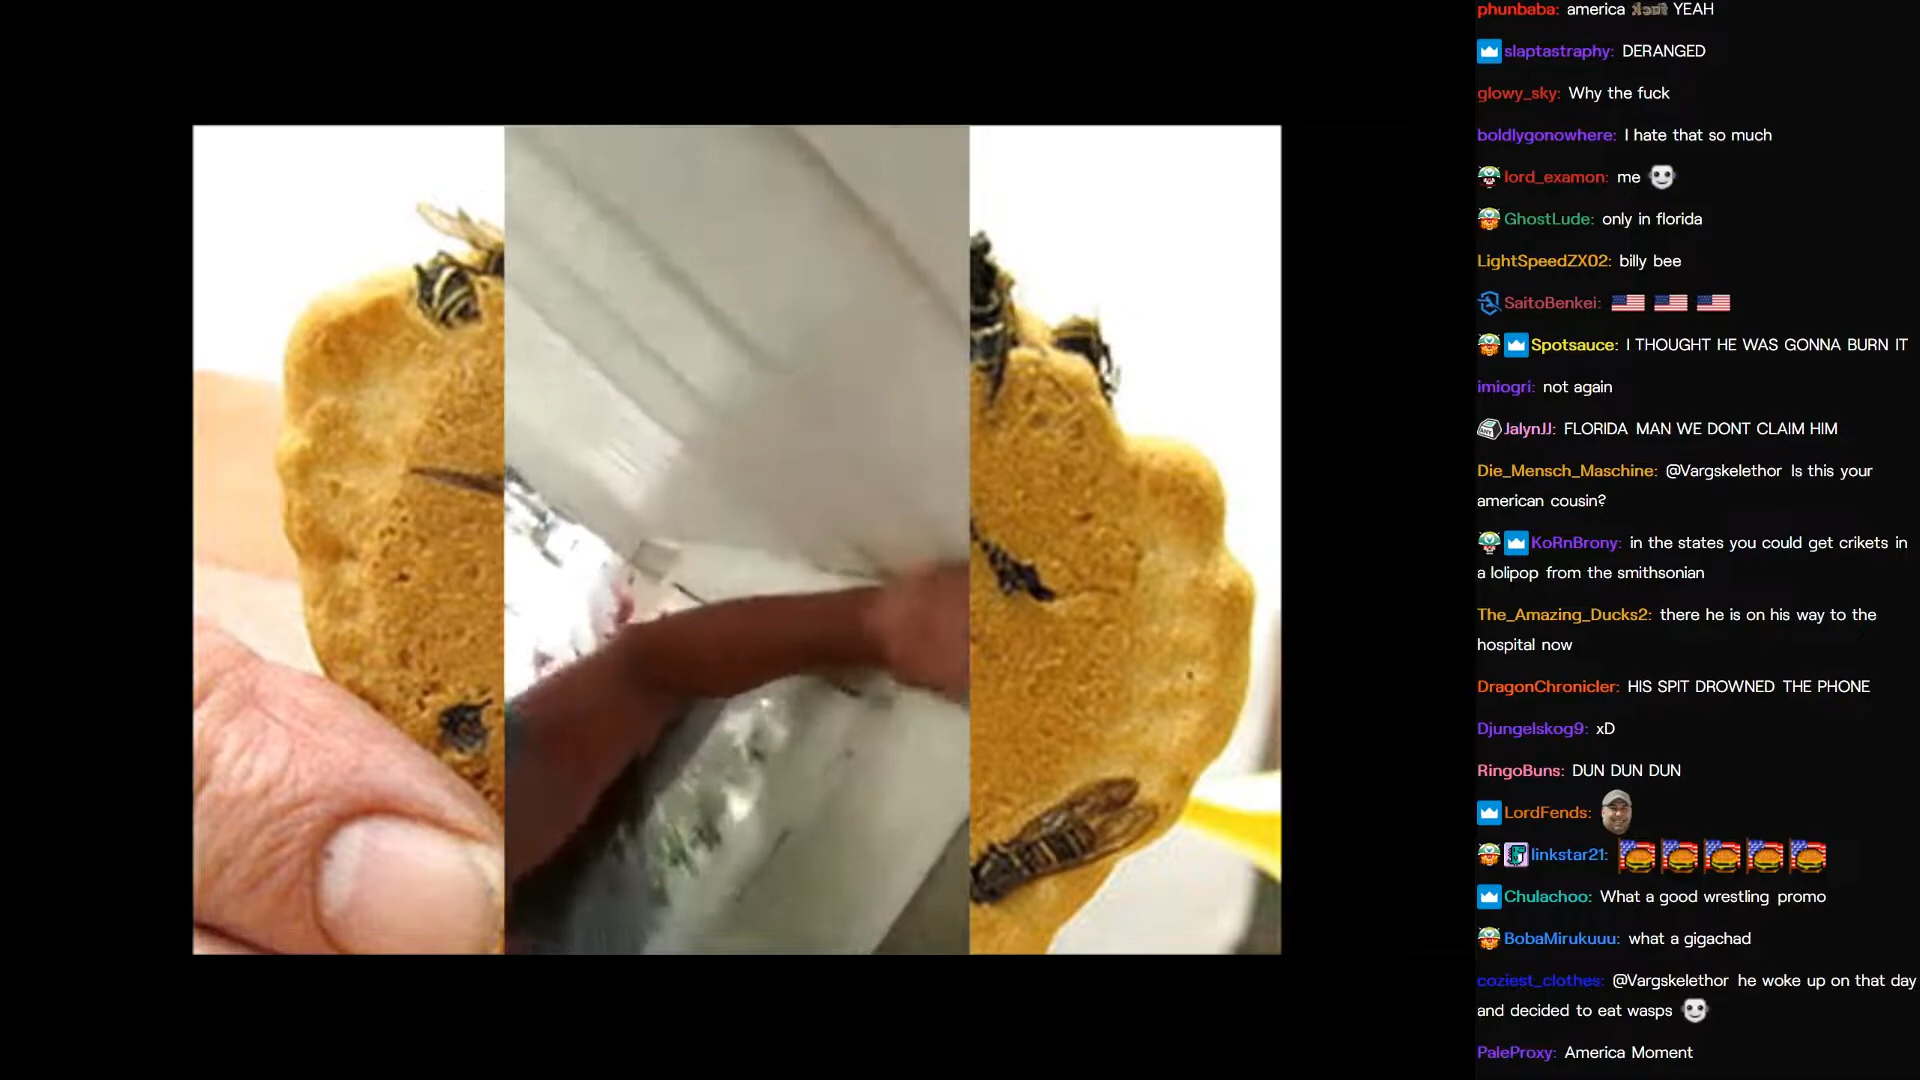 phunbaba: america YEAH
slaptastraphy: DERANGED
glowy_sky: Why the fuck
boldlygonowhere: I hate that so much
lord_examon: me
GhostLude: only in florida
LightSpeedZX02: billy bee
SaitoBenkei:
Spotsauce: I THOUGHT HE WAS GONNA BURN IT
imiogri: not again
JalynJJ: FLORIDA MAN WE DONT CLAIM HIM
Die_Mensch_Maschine: @Vargskelethor Is this your
american cousin?
KoRnBrony: in the states you could get crikets in
a lolipop from the smithsonian
The_Amazing_Ducks2: there he is on his way to the
hospital now
DragonChronicler: HIS SPIT DROWNED THE PHONE
Djungelskog9: xD
RingoBuns: DUN DUN DUN
LordFends:
linkstar21:
Chulachoo: What a good wrestling promo
BobaMirukuuu: what a gigachad
coziest_clothes: @Vargskelethor he woke up on that day
and decided to eat wasps
PaleProxy: America Moment